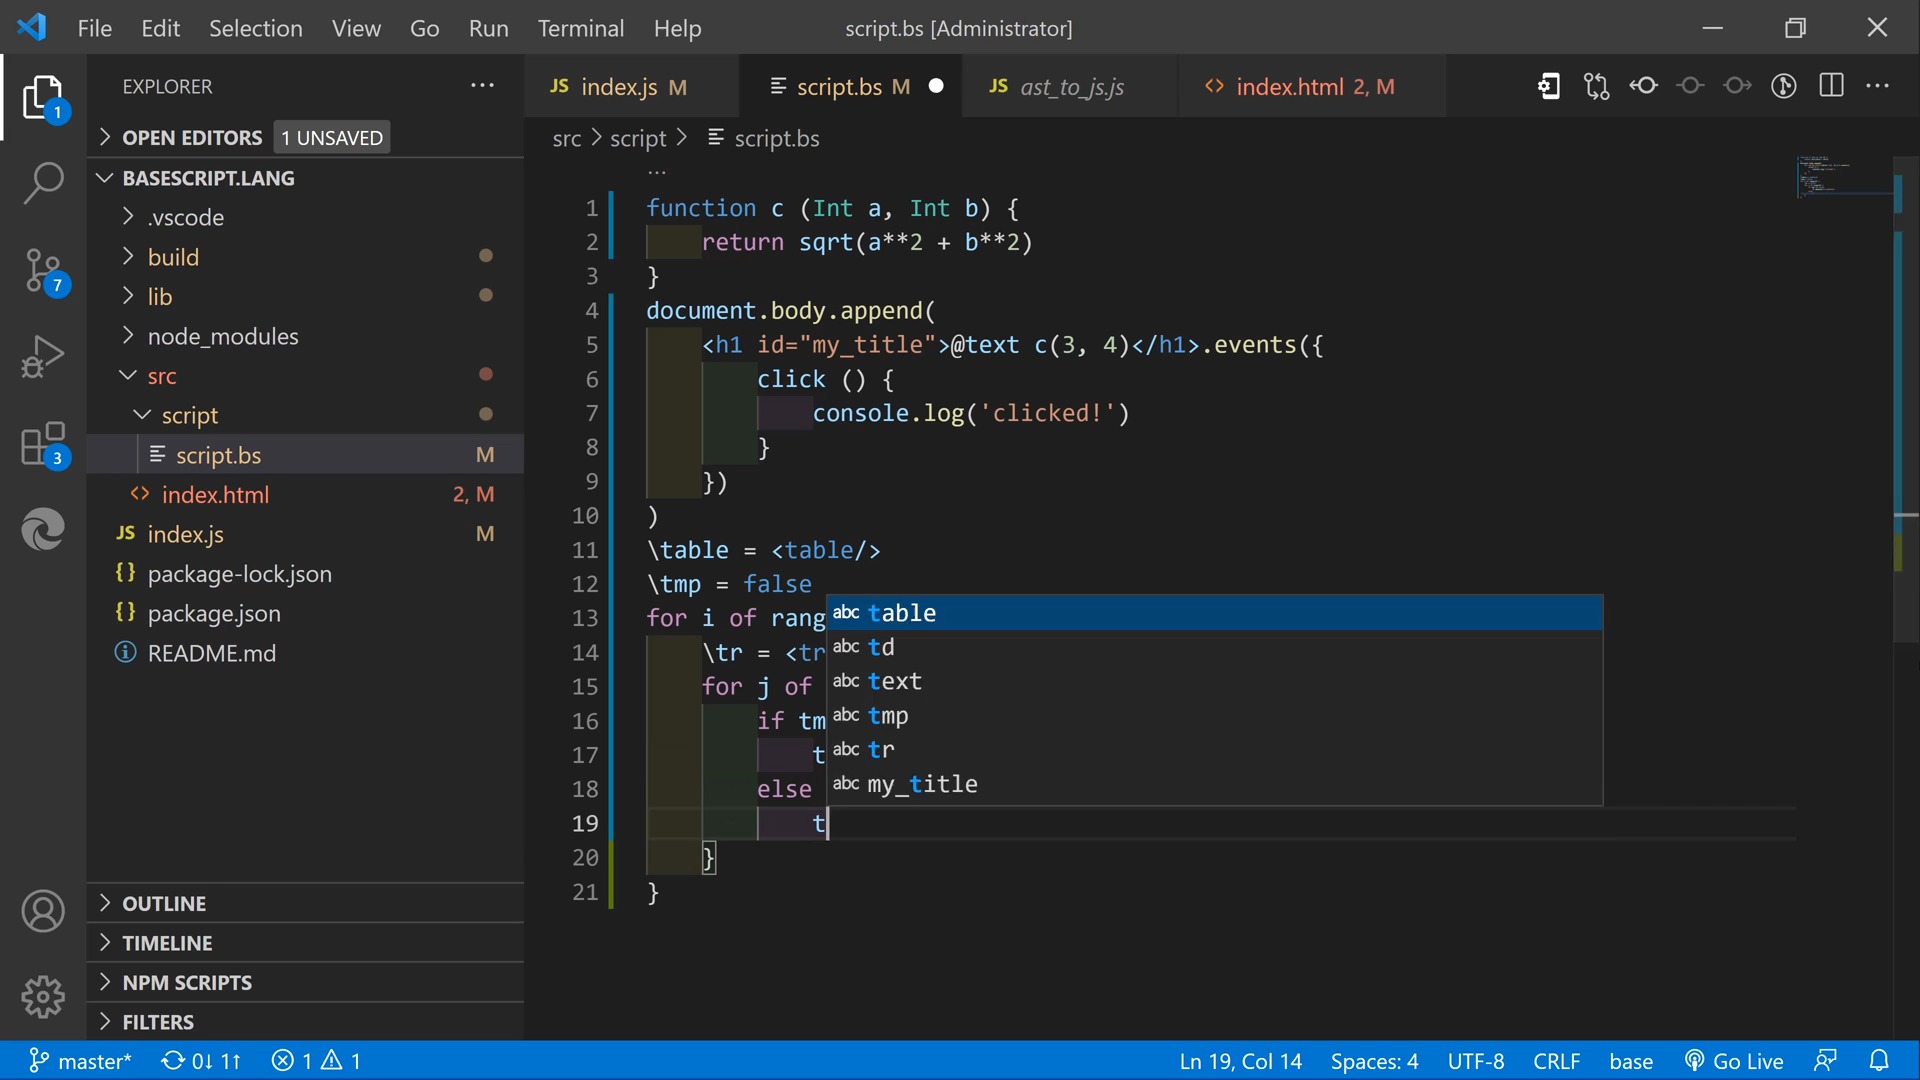 File Edit Selection View Go Run Terminal Help script.bs [Administrator]
EXPLORER ...
OPEN EDITORS 1 UNSAVED
BASESCRIPT.LANG
.vscode
build
lib
node_modules
src
script
script.bs M
index.html 2, M
JS index.js M
{} package-lock.json
{} package.json
README.md
OUTLINE
TIMELINE
NPM SCRIPTS
FILTERS
1
7
3
JS index.js M script.bs M JS ast_to_js.js <> index.html 2, M
src > script > script.bs
...
1 function c (Int a, Int b) {
2 return sqrt(a**2 + b**2)
3 }
4 document.body.append(
5 <h1 id="my_title">@text c(3, 4)</h1>.events({
6 click () {
7 console.log('clicked!')
8 }
9 })
10 )
11 \table = <table/>
12 \tmp = false
13 for i of rang
14 \tr = <tr
15 for j of
16 if tm
17 t
18 else
19 t
20 }
21 }
abc table
abc td
abc text
abc tmp
abc tr
abc my_title
master* 0↓ 1↑ 1 1 Ln 19, Col 14 Spaces: 4 UTF-8 CRLF base Go Live